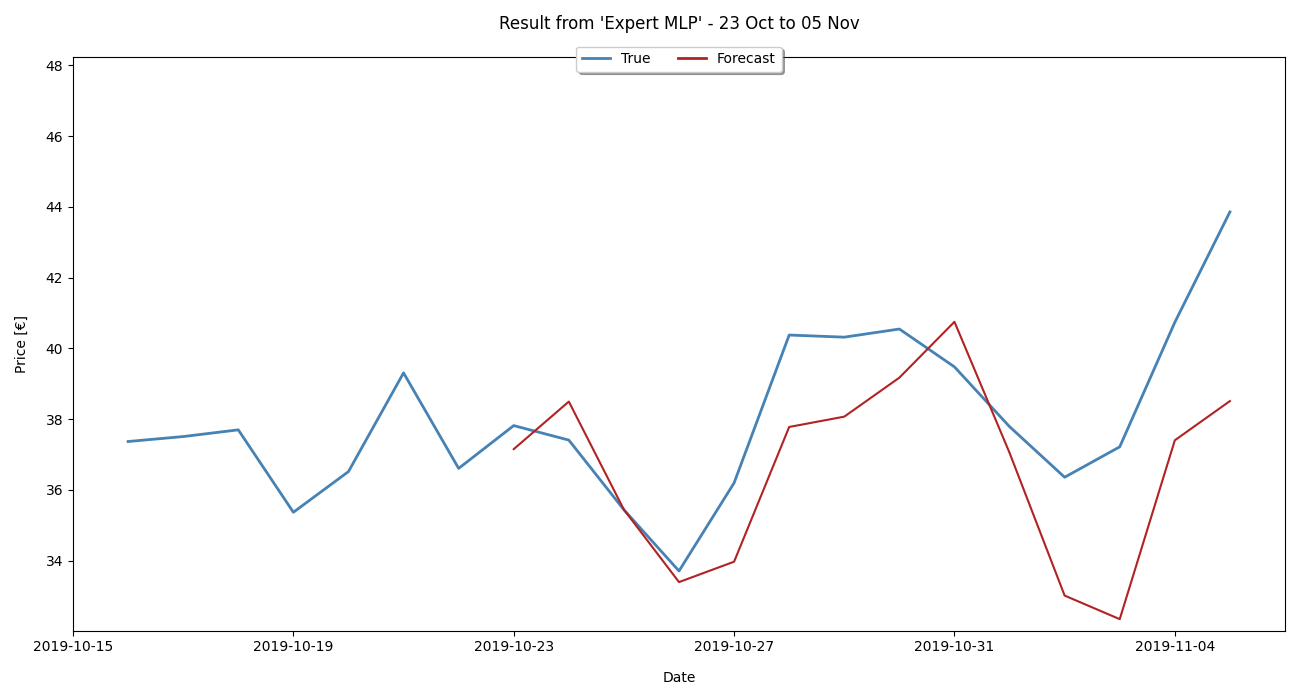 Result from 'Expert MLP' - 23 Oct to 05 Nov
True Forecast
48
46
44
42
40
38
36
34
Price [€]
2019-10-15 2019-10-19 2019-10-23 2019-10-27 2019-10-31 2019-11-04
Date